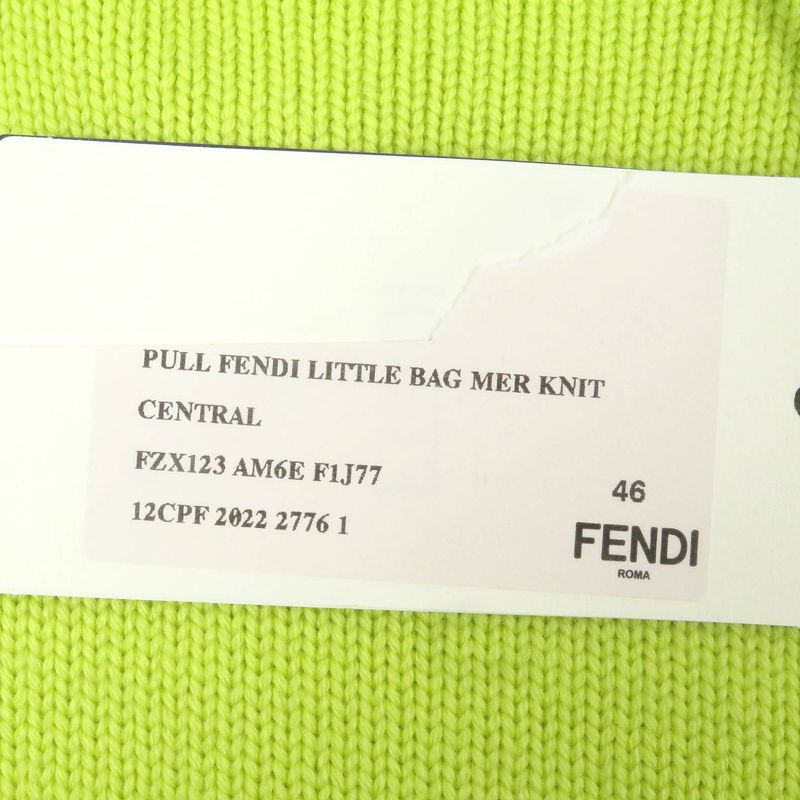 PULL FENDI LITTLE BAG MER KNIT
CENTRAL
FZX123 AM6E F1J77
12CPF 2022 2776 1
46
FENDI
ROMA